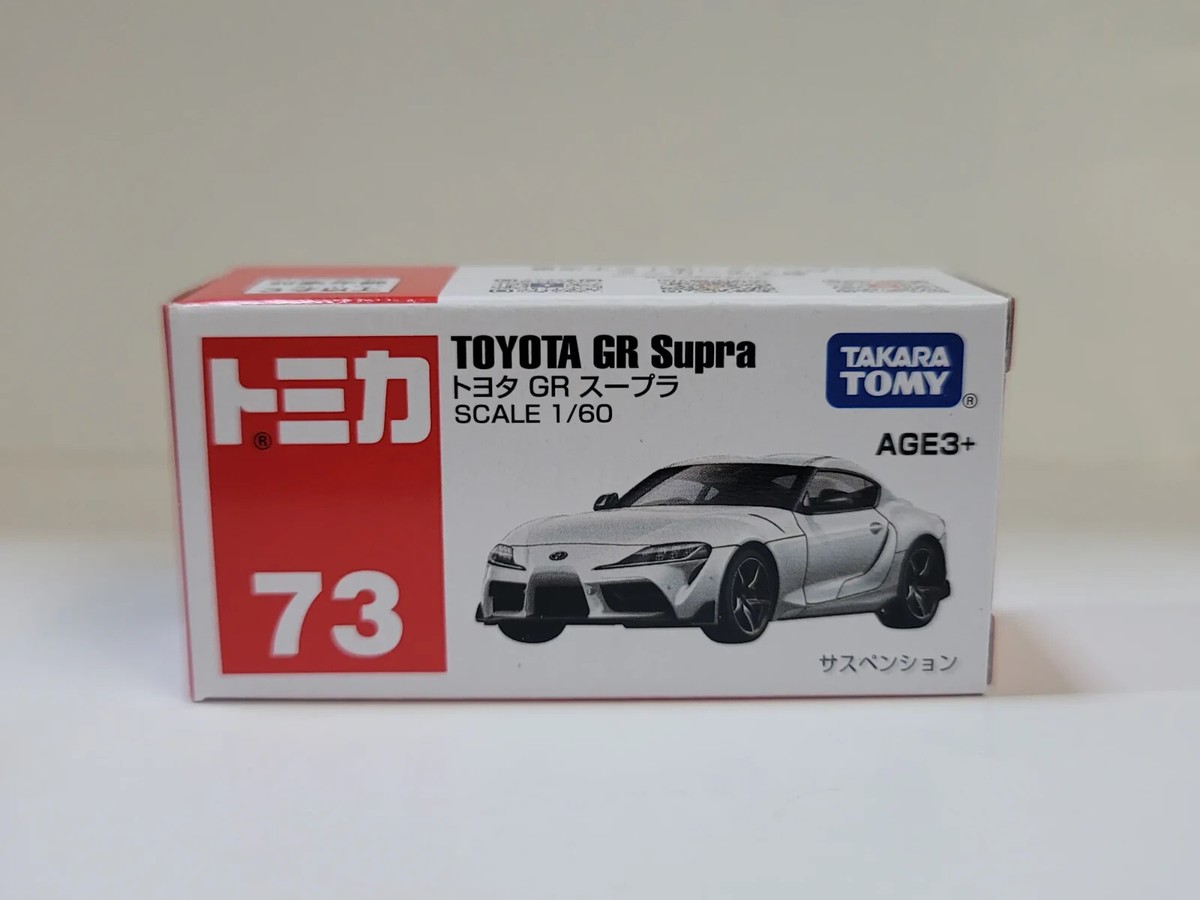 トミカ
®
73
TOYOTA GR Supra
トヨタ GR スープラ
SCALE 1/60
TAKARA
TOMY
®
AGE3+
サスペンション